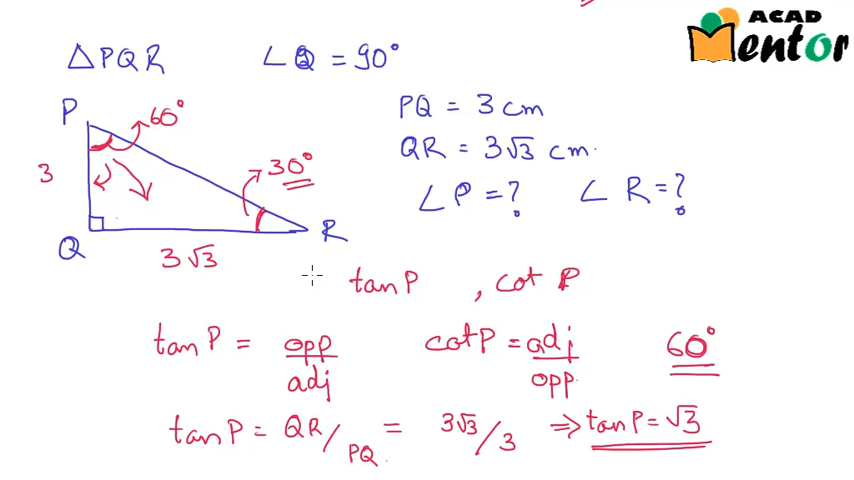 ACAD
Mentor
△PQR ∠Q = 90°
P
60°
PQ = 3 cm
QR = 3√3 cm.
3
30°
∠P = ? ∠R = ?
Q
R
3√3
tan P , cot P
tan P = opp/adj cot P = adj/opp 60°
tan P = QR/PQ = 3√3/3 ⇒ tan P = √3